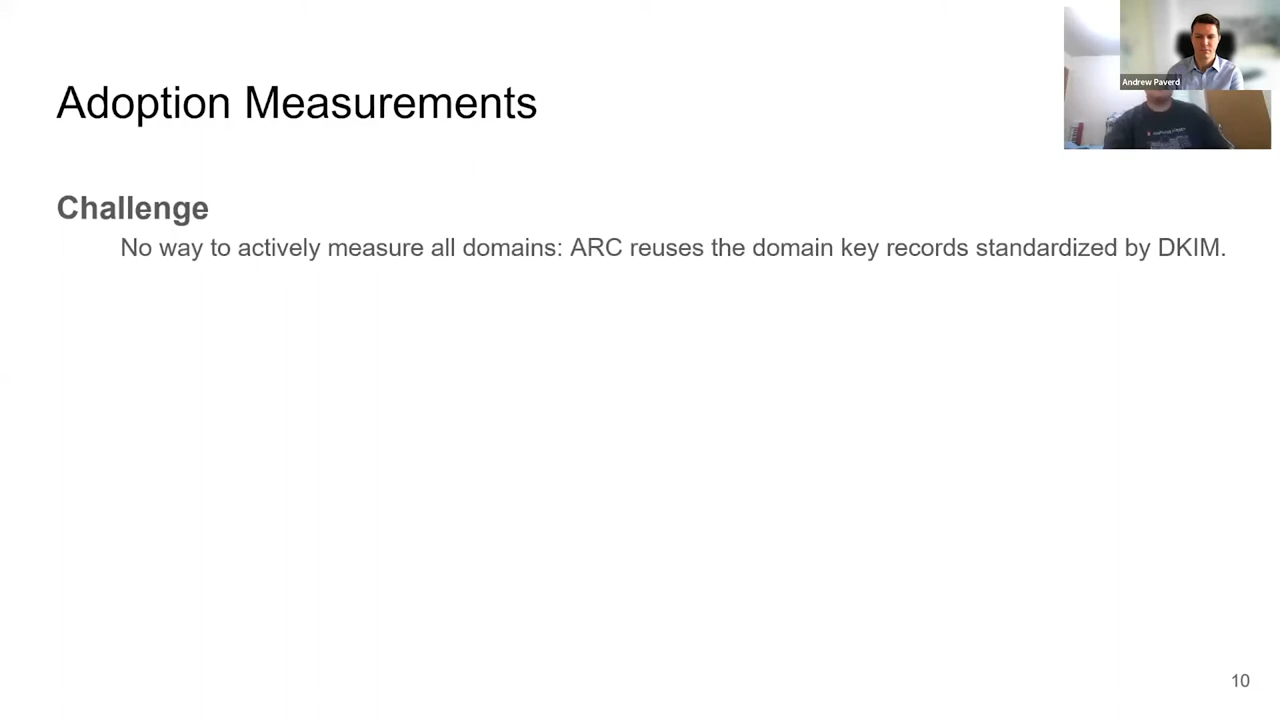 Andrew Paverd
Adoption Measurements
Challenge
No way to actively measure all domains: ARC reuses the domain key records standardized by DKIM.
10